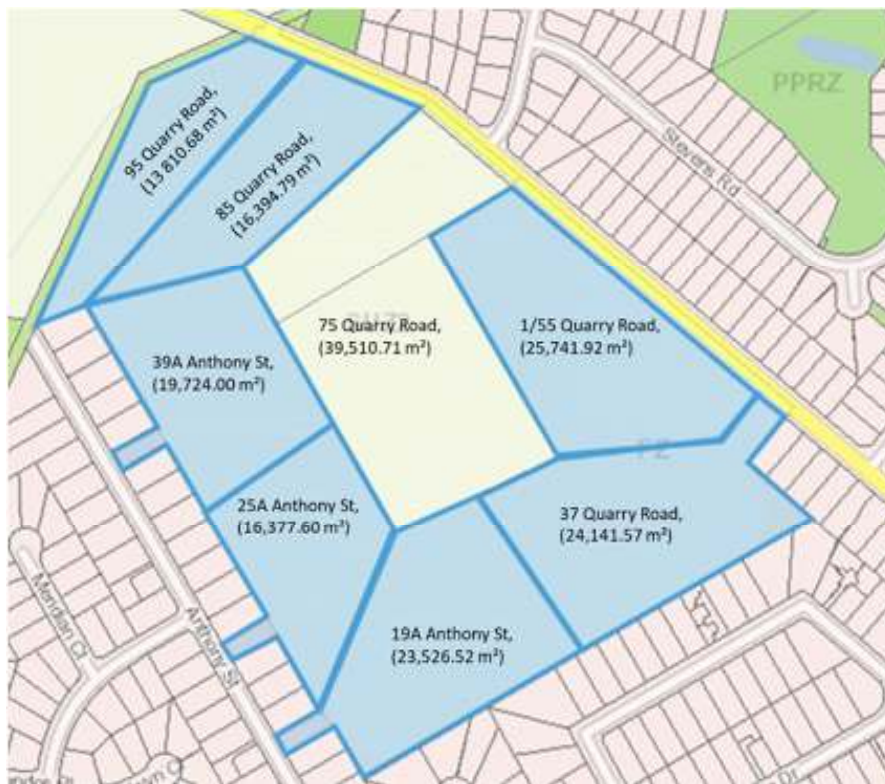 PPRZ
Stevens Rd
95 Quarry Road,
(13 810.68 m²)
85 Quarry Road,
(16,394.79 m²)
75 Quarry Road,
(39,510.71 m²)
1/55 Quarry Road,
(25,741.92 m²)
39A Anthony St,
(19,724.00 m²)
25A Anthony St,
(16,377.60 m²)
37 Quarry Road,
(24,141.57 m²)
19A Anthony St,
(23,526.52 m²)
Meridian Ct
Anthony St